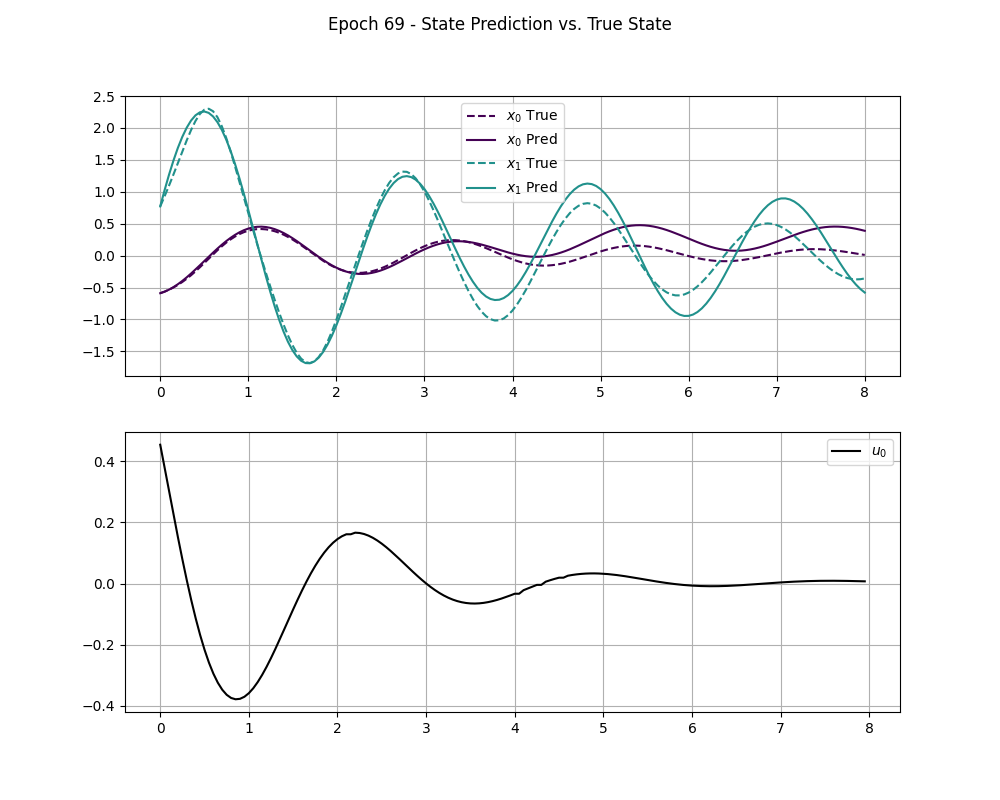 Epoch 69 - State Prediction vs. True State
2.5
2.0
1.5
1.0
0.5
0.0
−0.5
−1.0
−1.5
x₀ True
x₀ Pred
x₁ True
x₁ Pred
0 1 2 3 4 5 6 7 8
0.4
0.2
0.0
−0.2
−0.4
u₀
0 1 2 3 4 5 6 7 8